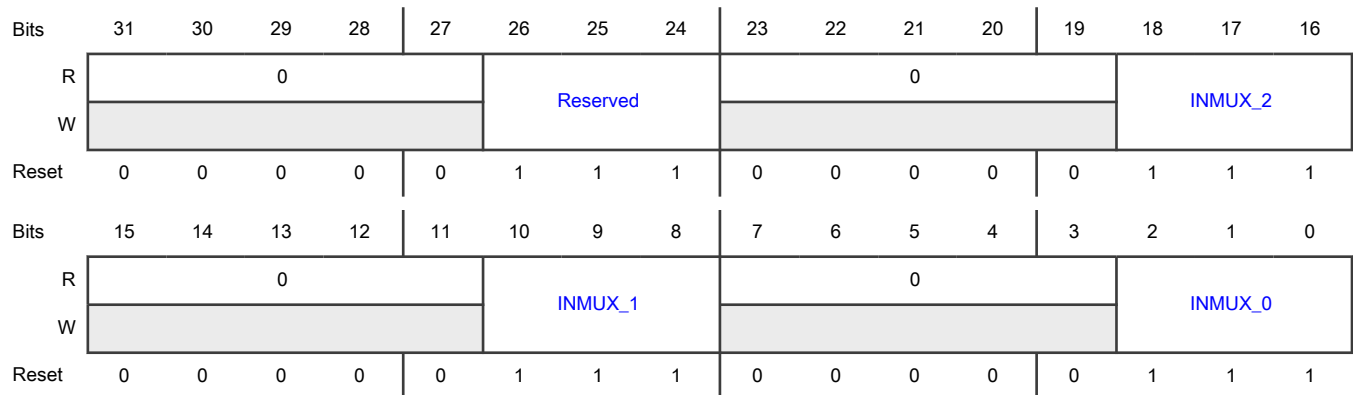 Bits 31 30 29 28 27 26 25 24 23 22 21 20 19 18 17 16
R 0 Reserved 0 INMUX_2
W
Reset 0 0 0 0 0 1 1 1 0 0 0 0 0 1 1 1
Bits 15 14 13 12 11 10 9 8 7 6 5 4 3 2 1 0
R 0 INMUX_1 0 INMUX_0
W
Reset 0 0 0 0 0 1 1 1 0 0 0 0 0 1 1 1